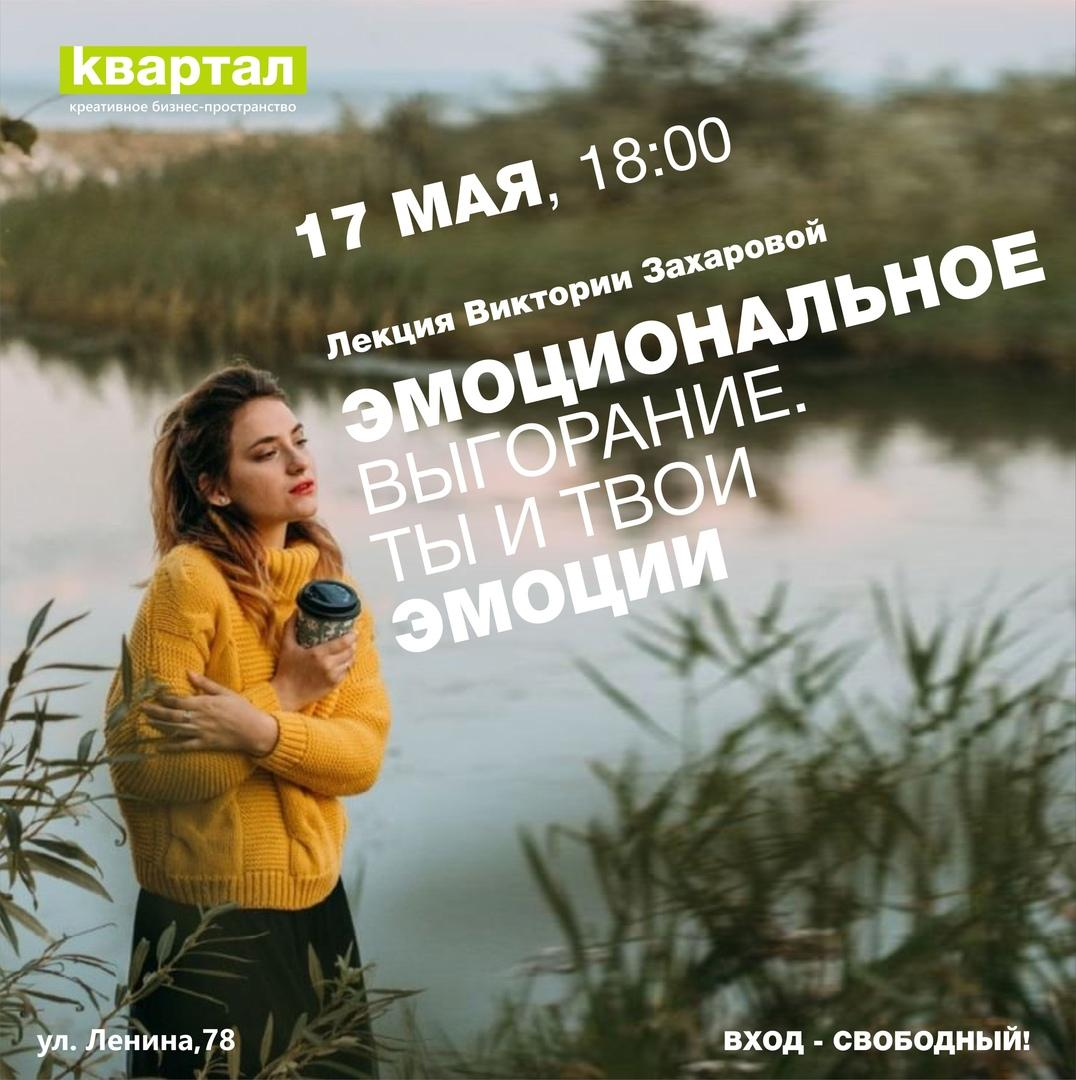 квартал
креативное бизнес-пространство
17 МАЯ, 18:00
Лекция Виктории Захаровой
ЭМОЦИОНАЛЬНОЕ
ВЫГОРАНИЕ.
ТЫ И ТВОИ
ЭМОЦИИ
ул. Ленина,78
ВХОД - СВОБОДНЫЙ!